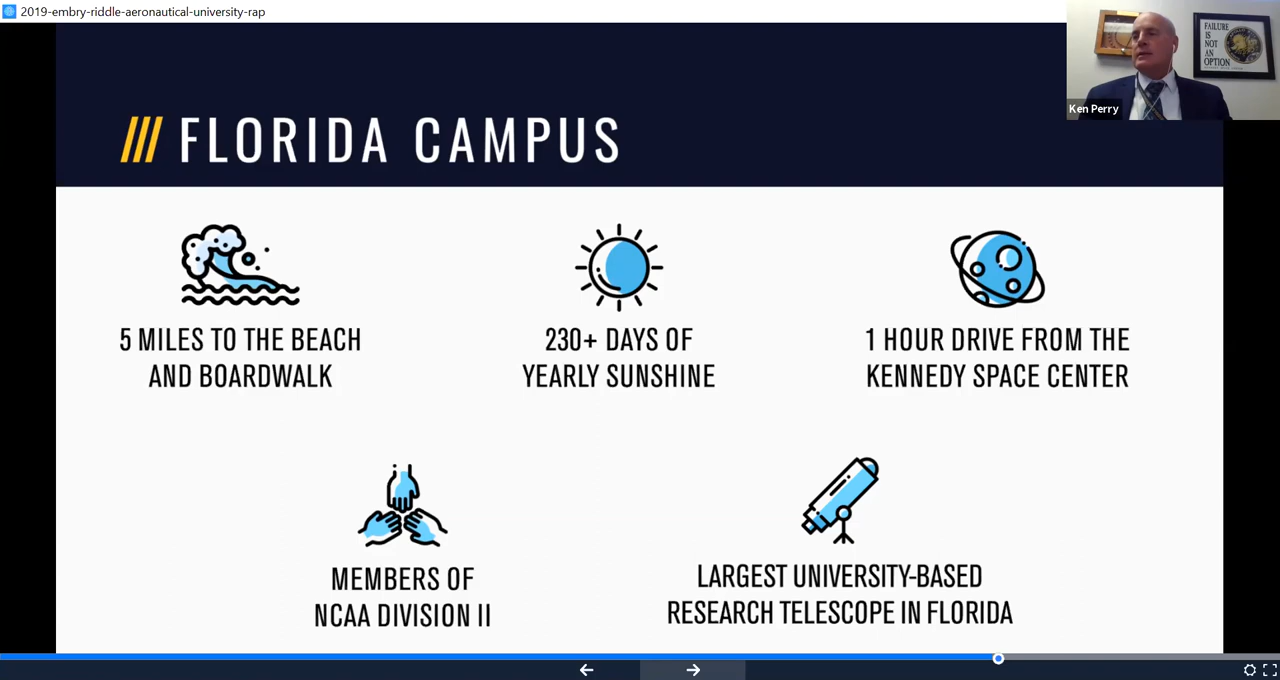 2019-embry-riddle-aeronautical-university-rap
FAILURE
IS
NOT
AN
OPTION
Ken Perry
/// FLORIDA CAMPUS
5 MILES TO THE BEACH
AND BOARDWALK
230+ DAYS OF
YEARLY SUNSHINE
1 HOUR DRIVE FROM THE
KENNEDY SPACE CENTER
MEMBERS OF
NCAA DIVISION II
LARGEST UNIVERSITY-BASED
RESEARCH TELESCOPE IN FLORIDA